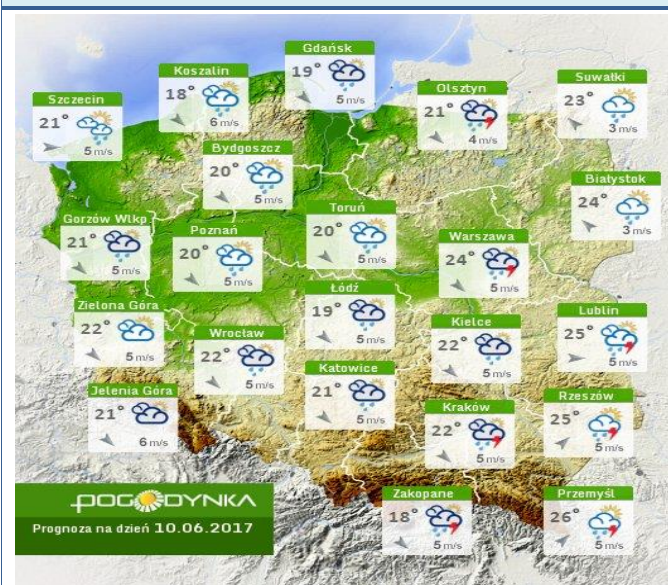 Gdańsk
19°
5 m/s
Koszalin
18°
6 m/s
Suwałki
23°
3 m/s
Olsztyn
21°
4 m/s
Szczecin
21°
5 m/s
Bydgoszcz
20°
5 m/s
Białystok
24°
3 m/s
Toruń
20°
5 m/s
Gorzów Wlkp
21°
5 m/s
Poznań
20°
5 m/s
Warszawa
24°
5 m/s
Łódź
19°
5 m/s
Zielona Góra
22°
5 m/s
Lublin
25°
5 m/s
Kielce
22°
5 m/s
Wrocław
22°
5 m/s
Katowice
21°
5 m/s
Jelenia Góra
21°
6 m/s
Rzeszów
25°
5 m/s
Kraków
22°
5 m/s
Zakopane
18°
5 m/s
Przemyśl
26°
5 m/s
POGODYNKA
Prognoza na dzień 10.06.2017